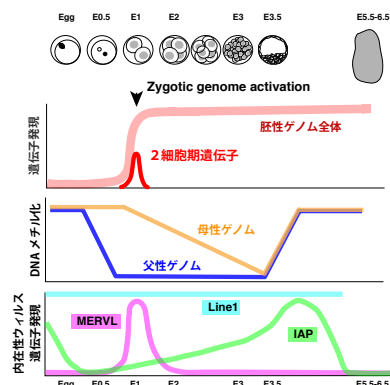 Egg E0.5 E1 E2 E3 E3.5 E5.5-6.5
Zygotic genome activation
遺伝子発現
胚性ゲノム全体
２細胞期遺伝子
DNAメチル化
母性ゲノム
父性ゲノム
内在性ウィルス
遺伝子発現
Line1
MERVL
IAP
Egg E0.5 E1 E2 E3 E3.5 E5.5-6.5